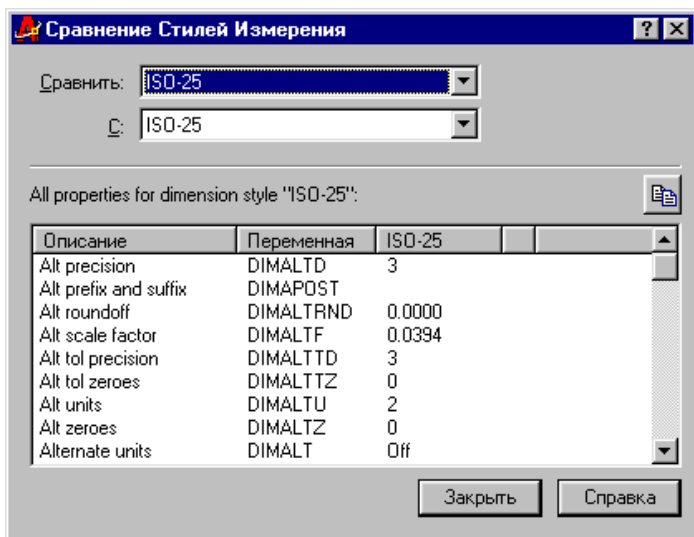 Сравнение Стилей Измерения
Сравнить: ISO-25
С: ISO-25
All properties for dimension style "ISO-25":
Описание Переменная ISO-25
Alt precision DIMALTD 3
Alt prefix and suffix DIMAPOST
Alt roundoff DIMALTRND 0.0000
Alt scale factor DIMALTF 0.0394
Alt tol precision DIMALTTD 3
Alt tol zeroes DIMALTTZ 0
Alt units DIMALTU 2
Alt zeroes DIMALTZ 0
Alternate units DIMALT Off
Закрыть Справка